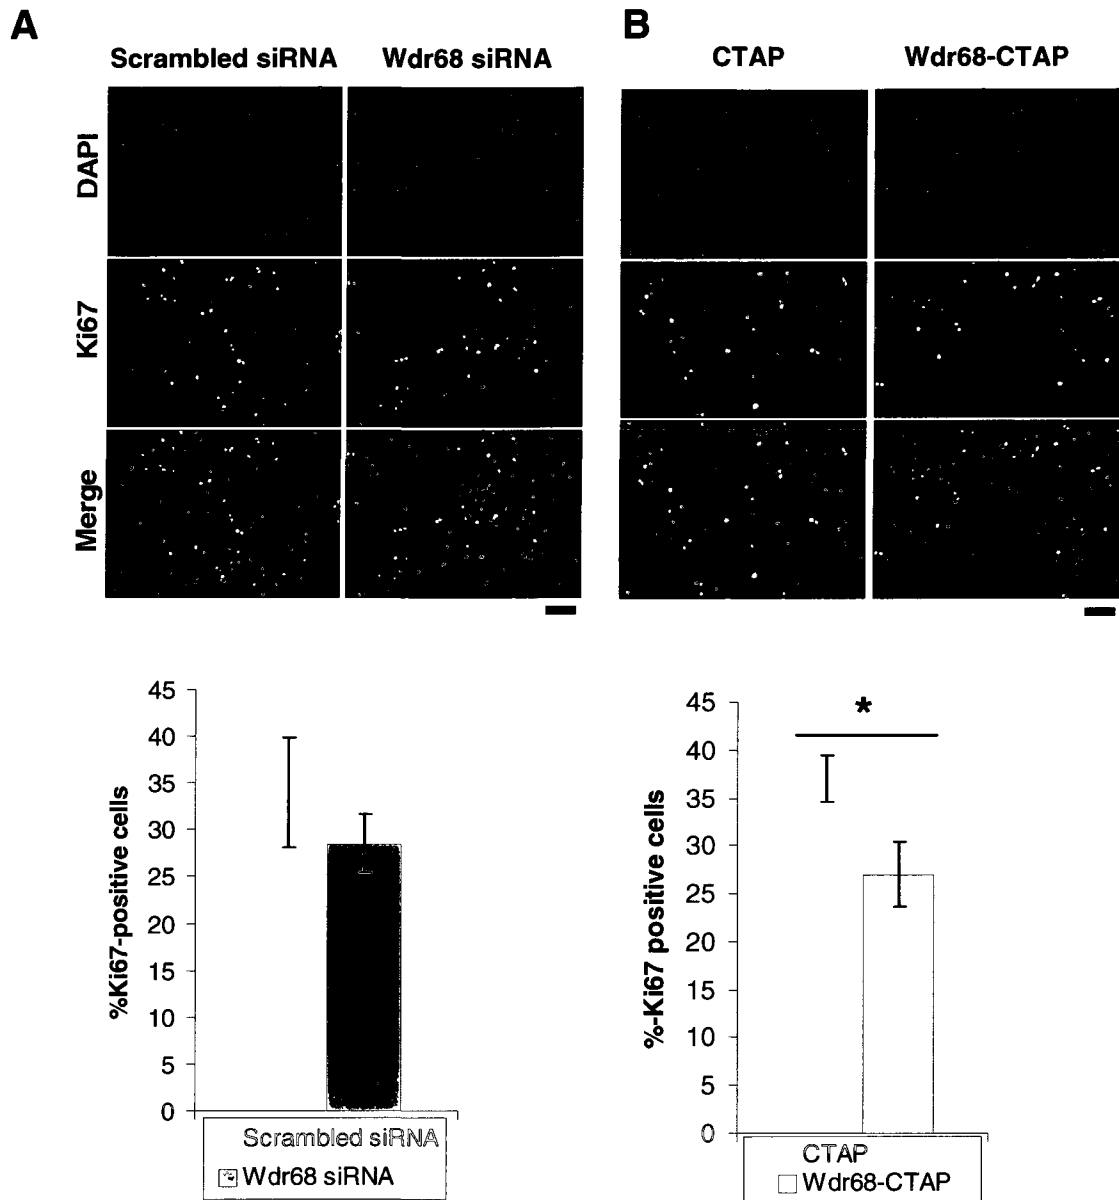 A
Scrambled siRNA Wdr68 siRNA
DAPI
Ki67
Merge
%Ki67-positive cells
45
40
35
30
25
20
15
10
5
0
Scrambled siRNA
Wdr68 siRNA
B
CTAP Wdr68-CTAP
%-Ki67 positive cells
45
*
40
35
30
25
20
15
10
5
0
CTAP
Wdr68-CTAP